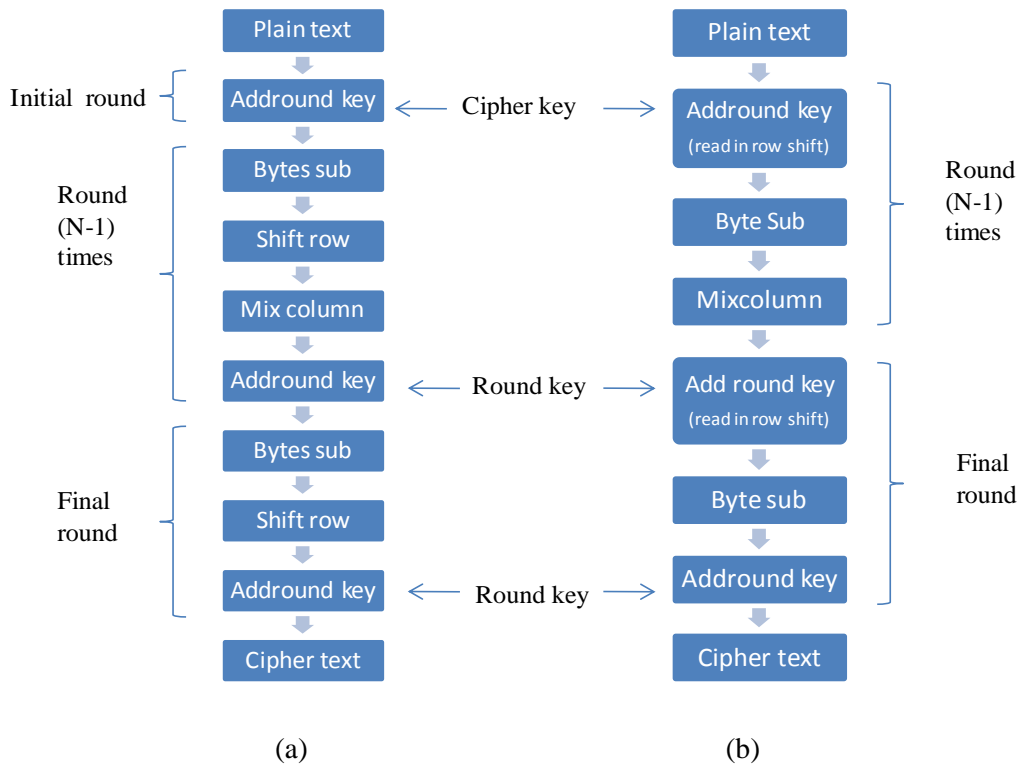 Plain text
Initial round
Addround key
Bytes sub
Round
(N-1)
times
Shift row
Mix column
Addround key
Bytes sub
Final
round
Shift row
Addround key
Cipher text
(a)
Cipher key
Round key
Round key
Plain text
Addround key
(read in row shift)
Round
(N-1)
times
Byte Sub
Mixcolumn
Add round key
(read in row shift)
Final
round
Byte sub
Addround key
Cipher text
(b)